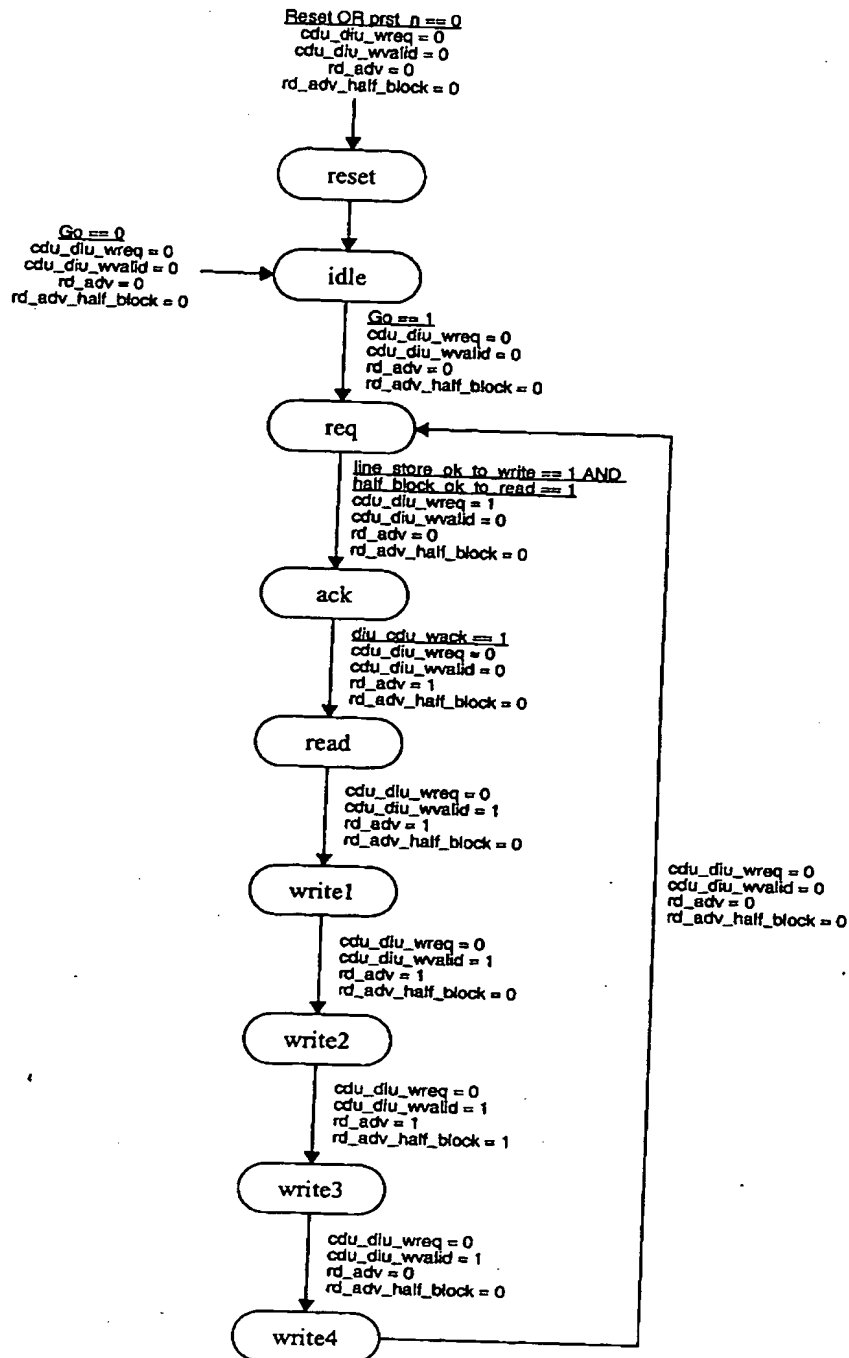 Reset OR prst_n == 0
cdu_diu_wreq = 0
cdu_diu_wvalid = 0
rd_adv = 0
rd_adv_half_block = 0
reset
Go == 0
cdu_diu_wreq = 0
cdu_diu_wvalid = 0
rd_adv = 0
rd_adv_half_block = 0
idle
Go == 1
cdu_diu_wreq = 0
cdu_diu_wvalid = 0
rd_adv = 0
rd_adv_half_block = 0
req
line_store_ok_to_write == 1 AND
half_block_ok_to_read == 1
cdu_diu_wreq = 1
cdu_diu_wvalid = 0
rd_adv = 0
rd_adv_half_block = 0
ack
diu_cdu_wack == 1
cdu_diu_wreq = 0
cdu_diu_wvalid = 0
rd_adv = 1
rd_adv_half_block = 0
read
cdu_diu_wreq = 0
cdu_diu_wvalid = 1
rd_adv = 1
rd_adv_half_block = 0
write1
cdu_diu_wreq = 0
cdu_diu_wvalid = 0
rd_adv = 0
rd_adv_half_block = 0
cdu_diu_wreq = 0
cdu_diu_wvalid = 1
rd_adv = 1
rd_adv_half_block = 0
write2
cdu_diu_wreq = 0
cdu_diu_wvalid = 1
rd_adv = 1
rd_adv_half_block = 1
write3
cdu_diu_wreq = 0
cdu_diu_wvalid = 1
rd_adv = 0
rd_adv_half_block = 0
write4